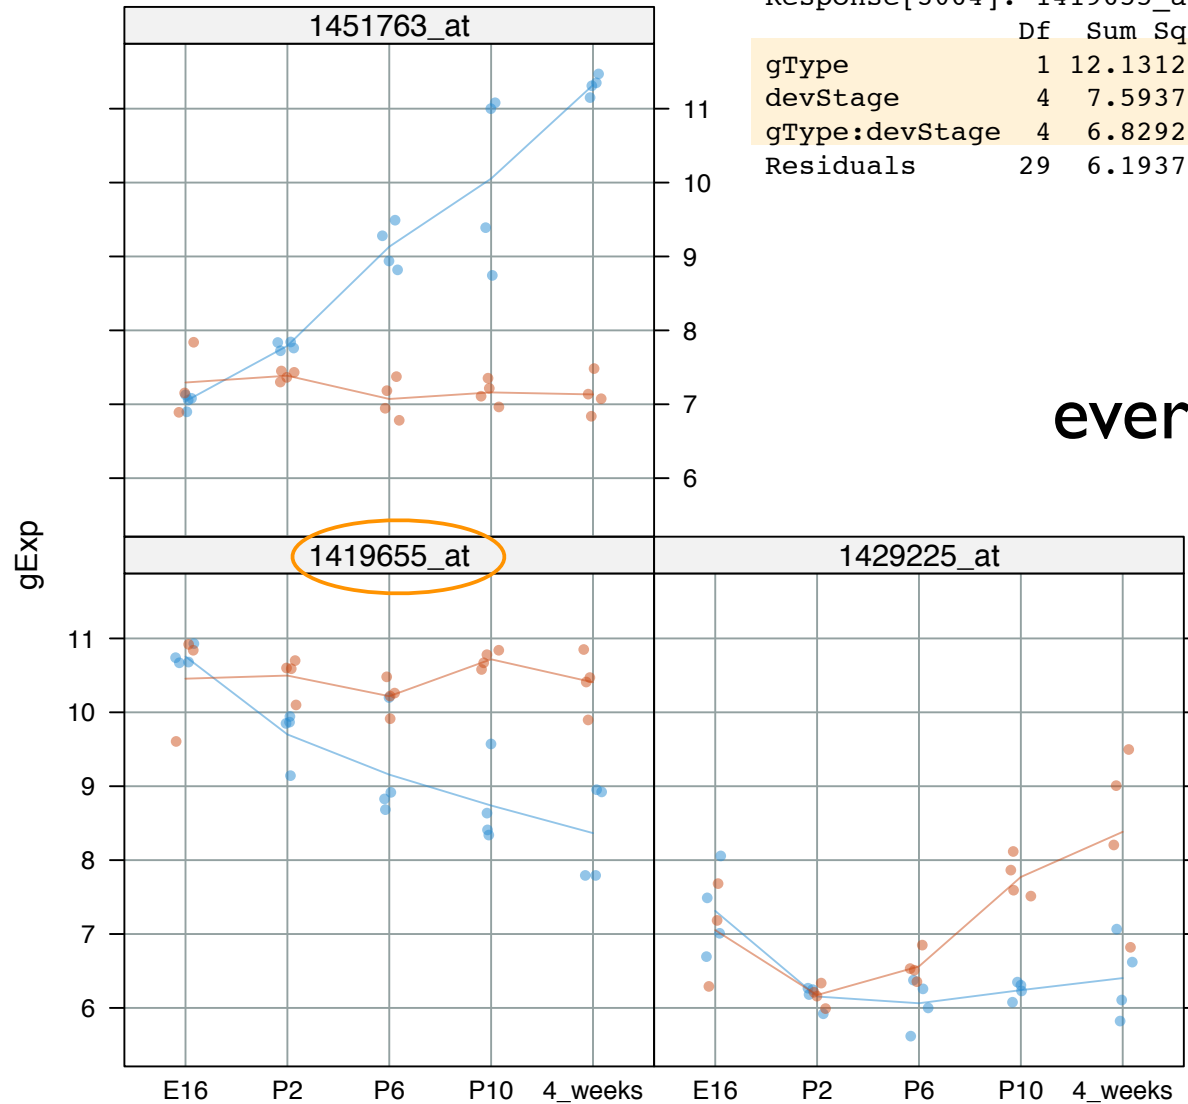 Df Sum Sq
gType 1 12.1312
devStage 4 7.5937
gType:devStage 4 6.8292
Residuals 29 6.1937
1451763_at
11
10
9
8
7
6
ever
gExp
1419655_at
1429225_at
11
10
9
8
7
6
E16 P2 P6 P10 4_weeks
E16 P2 P6 P10 4_weeks